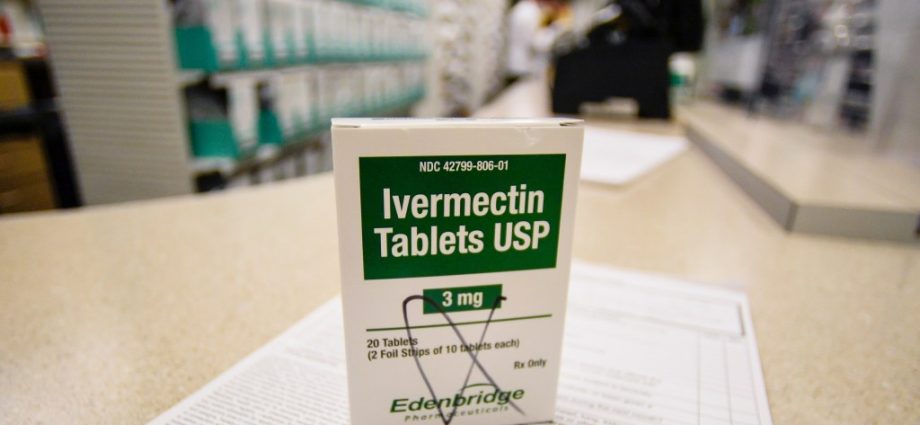 NDC 42799-806-01
Ivermectin
Tablets USP
3 mg
20 Tablets
(2 Foil Strips of 10 tablets each)
Rx Only
Edenbridge
Pharmaceuticals